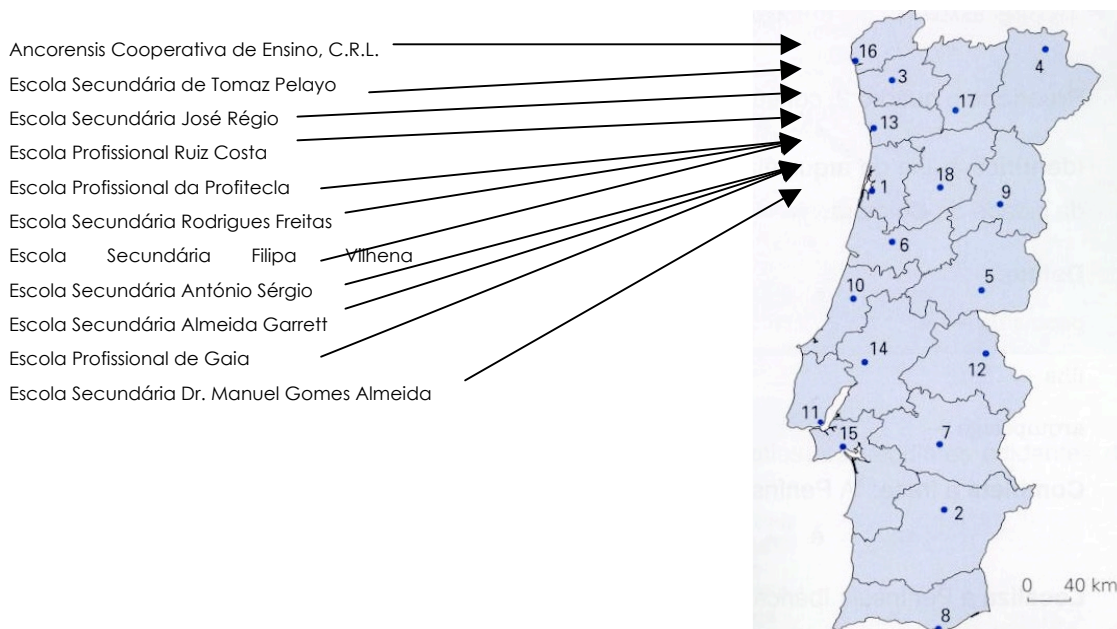 Ancorensis Cooperativa de Ensino, C.R.L.
Escola Secundária de Tomaz Pelayo
Escola Secundária José Régio
Escola Profissional Ruiz Costa
Escola Profissional da Profitecla
Escola Secundária Rodrigues Freitas
Escola Secundária Filipa Vilhena
Escola Secundária António Sérgio
Escola Secundária Almeida Garrett
Escola Profissional de Gaia
Escola Secundária Dr. Manuel Gomes Almeida
16
3
4
17
13
1
18
9
6
5
10
14
12
11
15
7
2
0 40 km
8